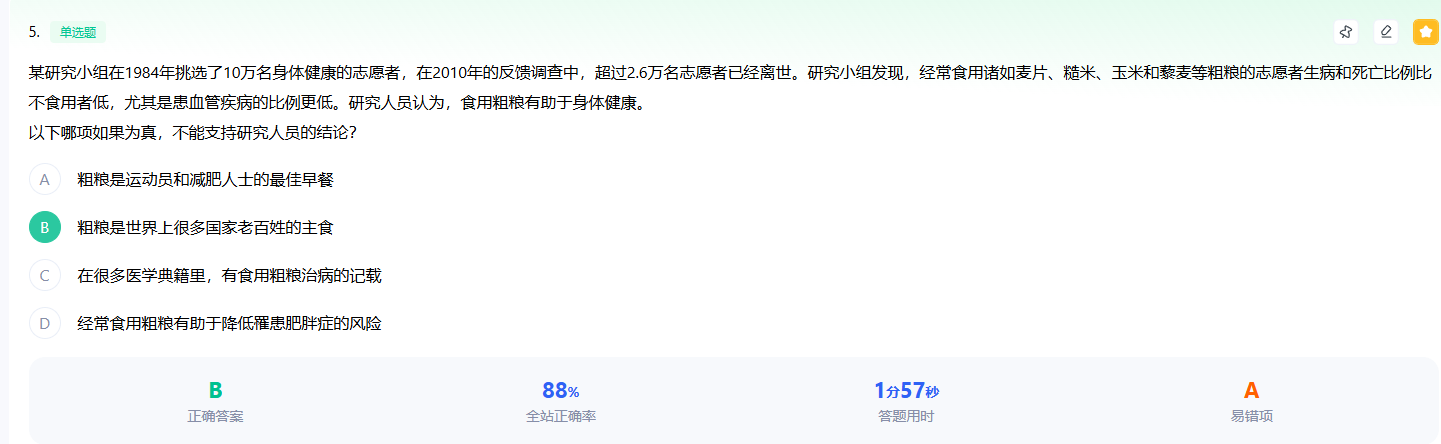 5. 单选题
某研究小组在1984年挑选了10万名身体健康的志愿者，在2010年的反馈调查中，超过2.6万名志愿者已经离世。研究小组发现，经常食用诸如麦片、糙米、玉米和藜麦等粗粮的志愿者生病和死亡比例比
不食用者低，尤其是患血管疾病的比例更低。研究人员认为，食用粗粮有助于身体健康。
以下哪项如果为真，不能支持研究人员的结论？
A 粗粮是运动员和减肥人士的最佳早餐
B 粗粮是世界上很多国家老百姓的主食
C 在很多医学典籍里，有食用粗粮治病的记载
D 经常食用粗粮有助于降低罹患肥胖症的风险
B 88% 1分57秒 A
正确答案 全站正确率 答题用时 易错项